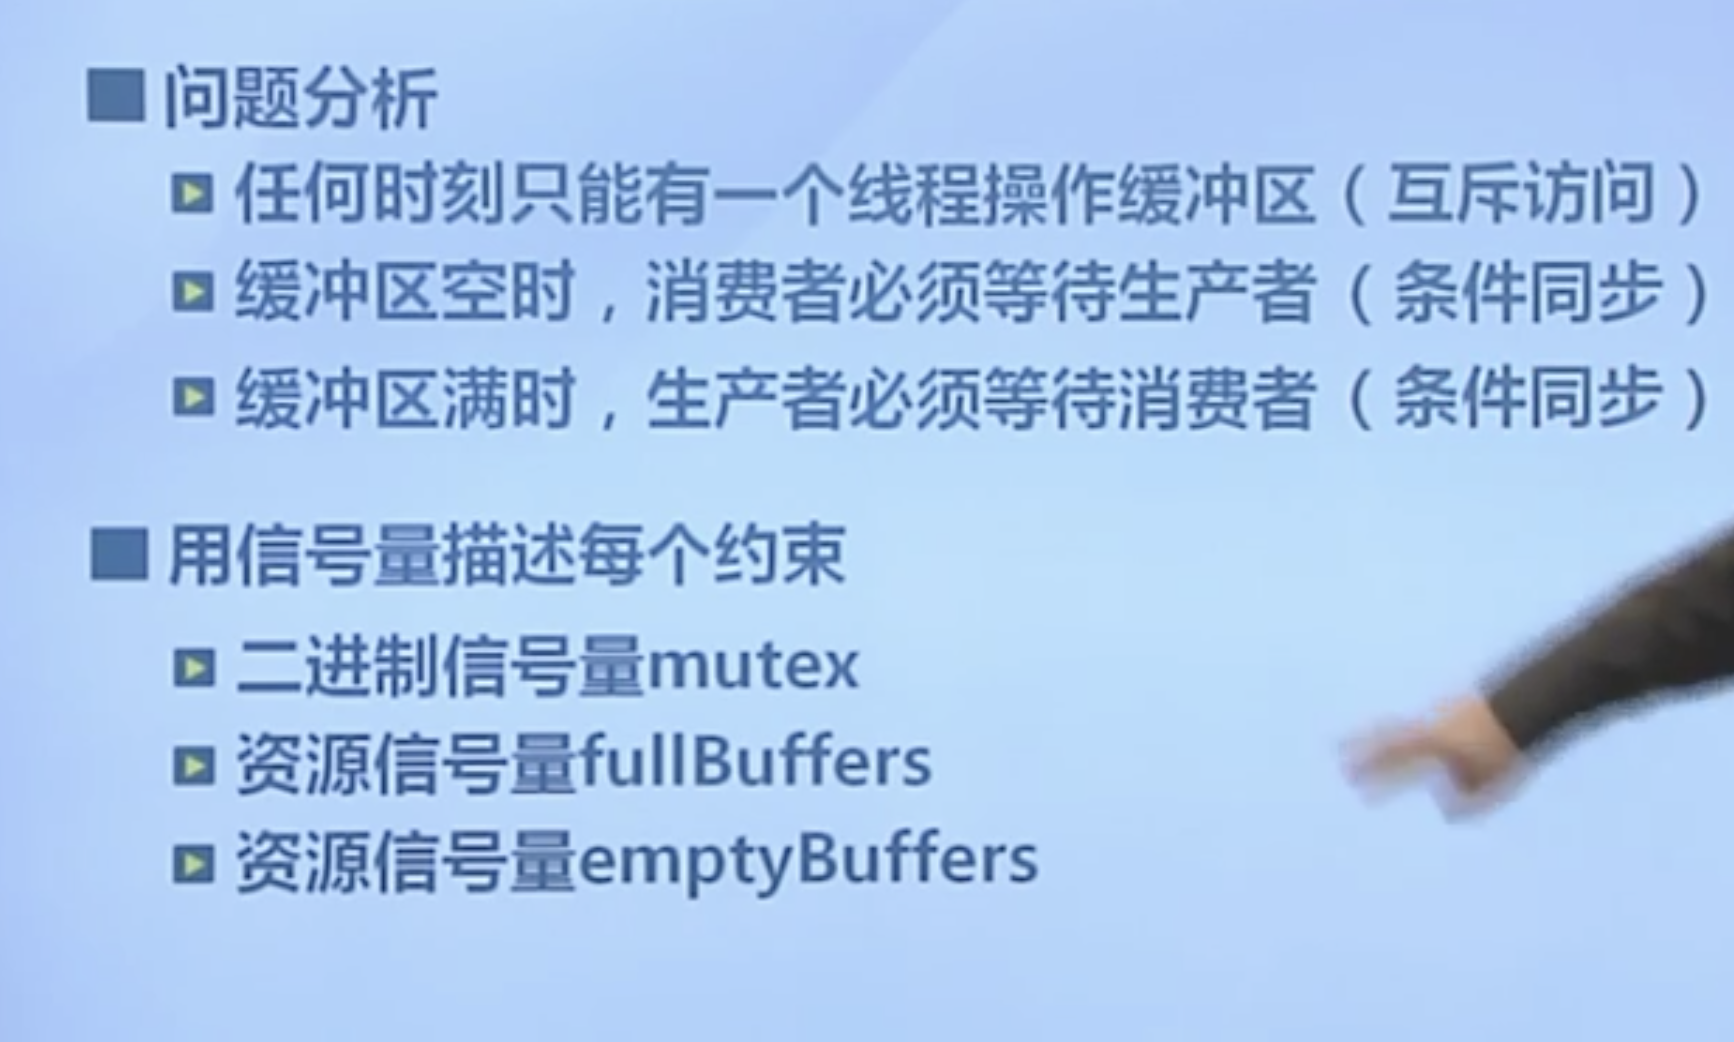 问题分析
任何时刻只能有一个线程操作缓冲区（互斥访问）
缓冲区空时，消费者必须等待生产者（条件同步）
缓冲区满时，生产者必须等待消费者（条件同步）
用信号量描述每个约束
二进制信号量mutex
资源信号量fullBuffers
资源信号量emptyBuffers